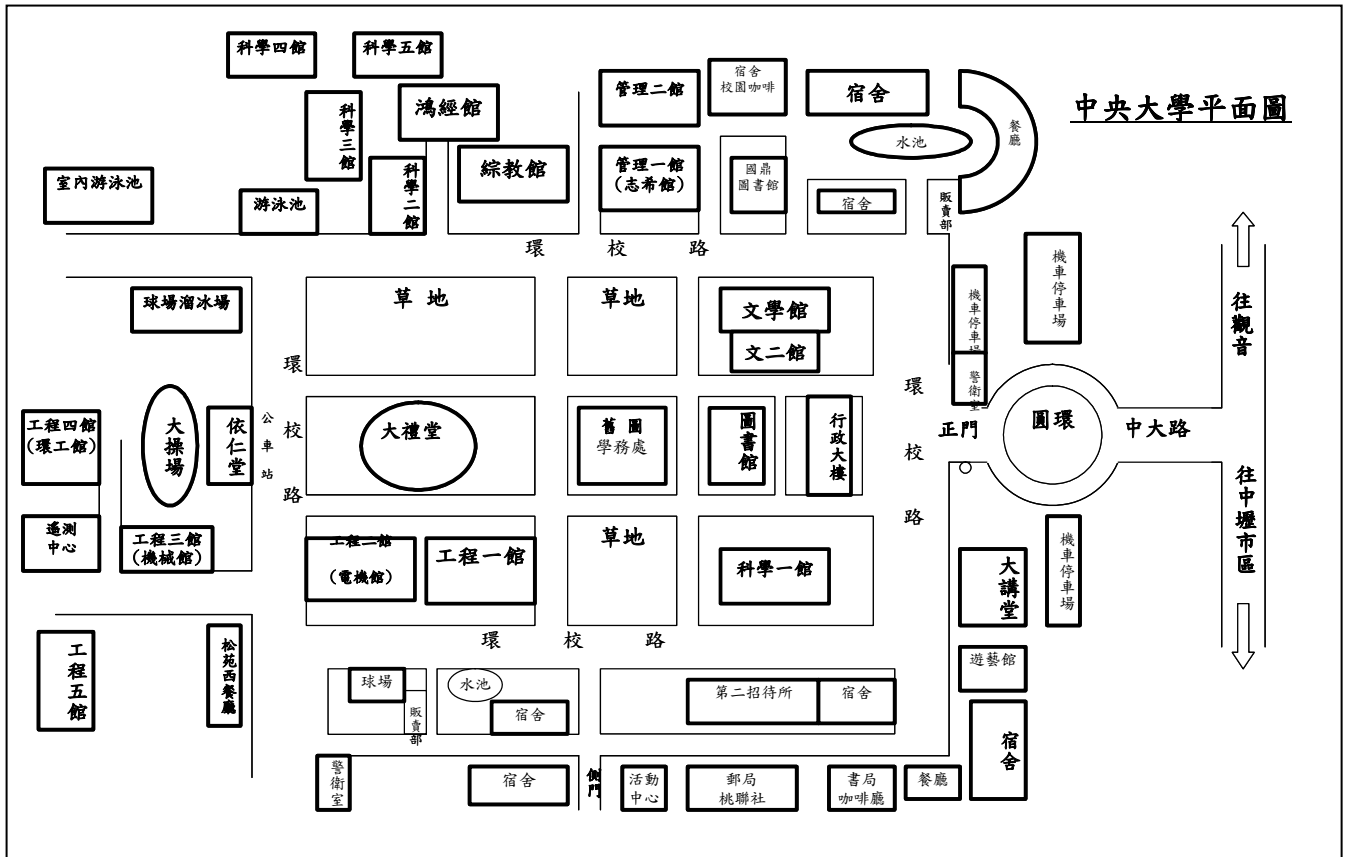 中央大學平面圖
科學四館
科學五館
鴻經館
科學三館
科學二館
綜教館
管理二館
管理一館
(志希館)
宿舍
校園咖啡
國鼎
圖書館
宿舍
水池
宿舍
餐廳
販賣部
室內游泳池
游泳池
環校路
球場溜冰場
草地
草地
文學館
文二館
機車停車場
機車停車場
警衛室
往觀音
環校路
環校路
工程四館
(環工館)
大操場
依仁堂
公車站
大禮堂
舊圖
學務處
圖書館
行政大樓
正門
圓環
中大路
往中壢市區
遙測
中心
工程三館
(機械館)
工程二館
(電機館)
工程一館
草地
科學一館
大講堂
機車停車場
環校路
工程五館
松苑西餐廳
球場
販賣部
水池
宿舍
第二招待所
宿舍
遊藝館
宿舍
警衛室
宿舍
側門
活動
中心
郵局
桃聯社
書局
咖啡廳
餐廳